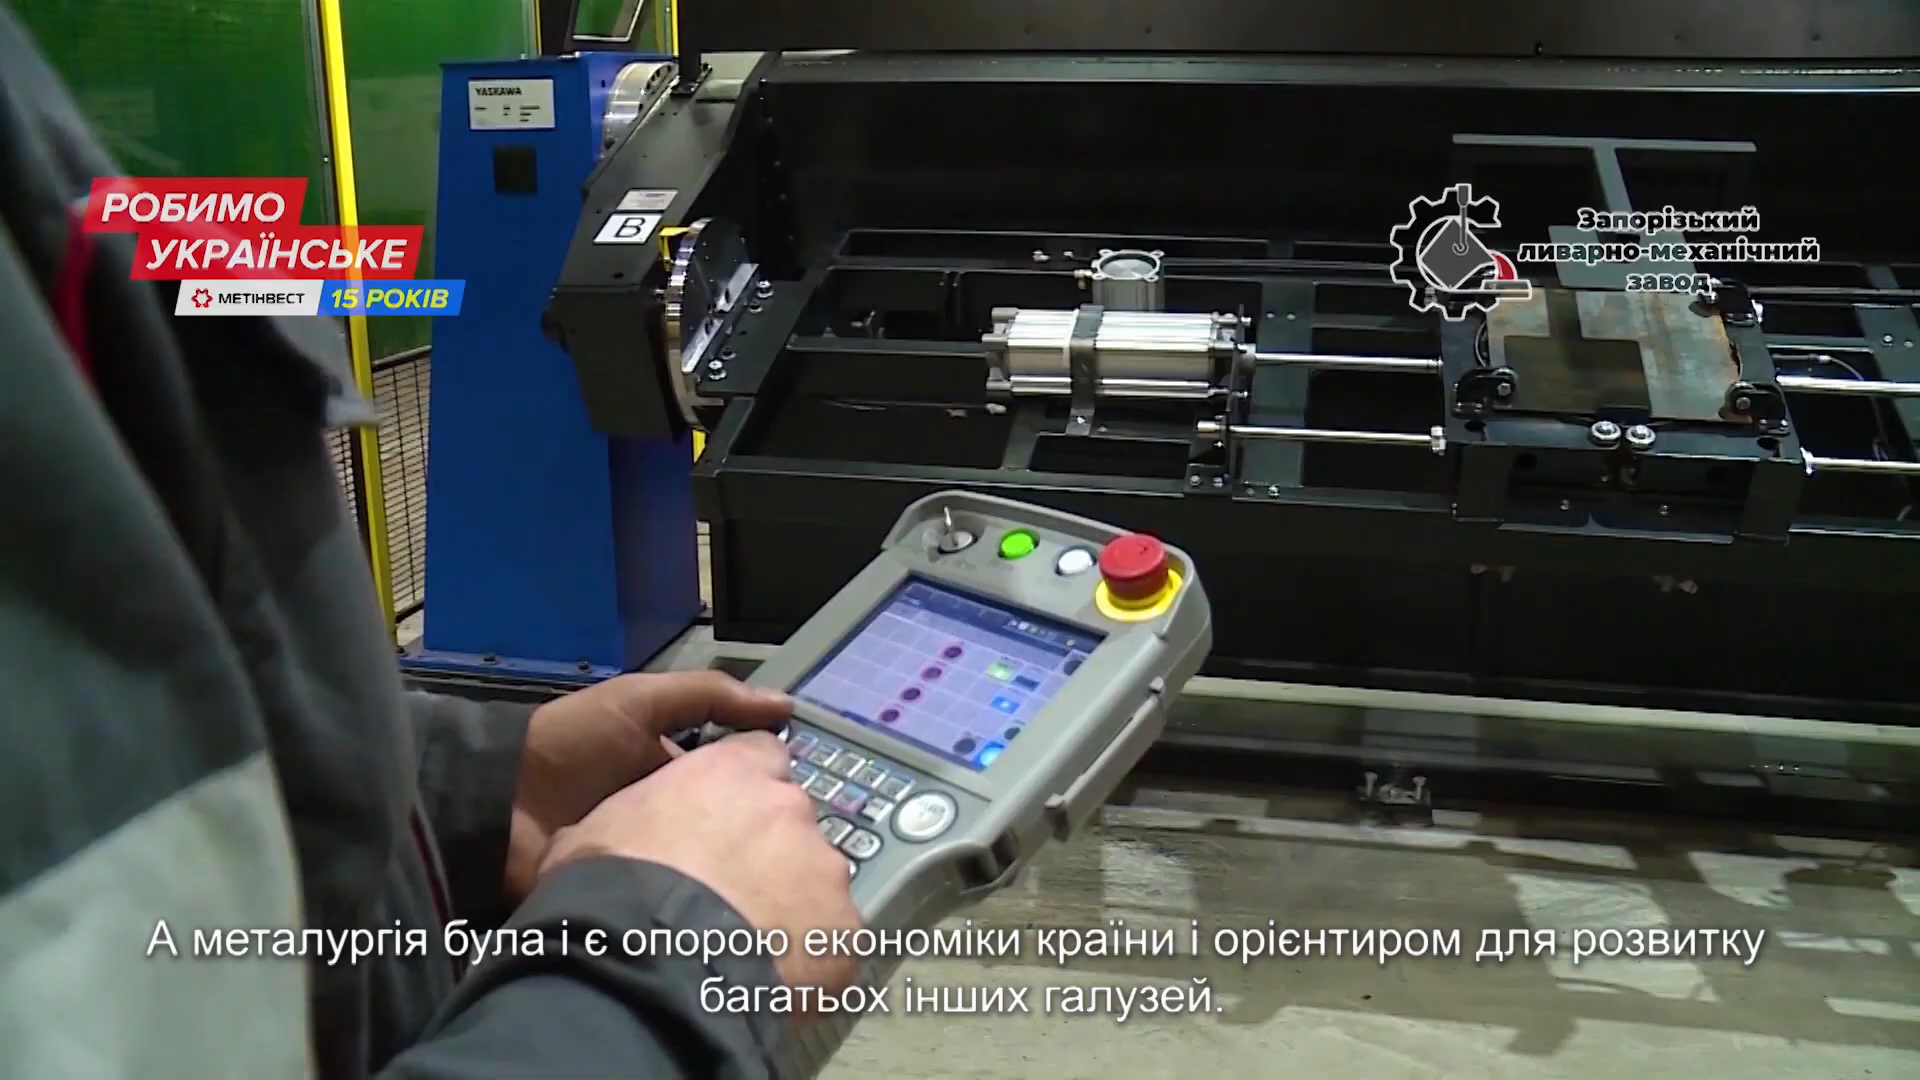 YASKAWA
B
РОБИМО
УКРАЇНСЬКЕ
МЕТІНВЕСТ
15 РОКІВ
Запорізький
ливарно-механічний
завод
А металургія була і є опорою економіки країни і орієнтиром для розвитку
багатьох інших галузей.